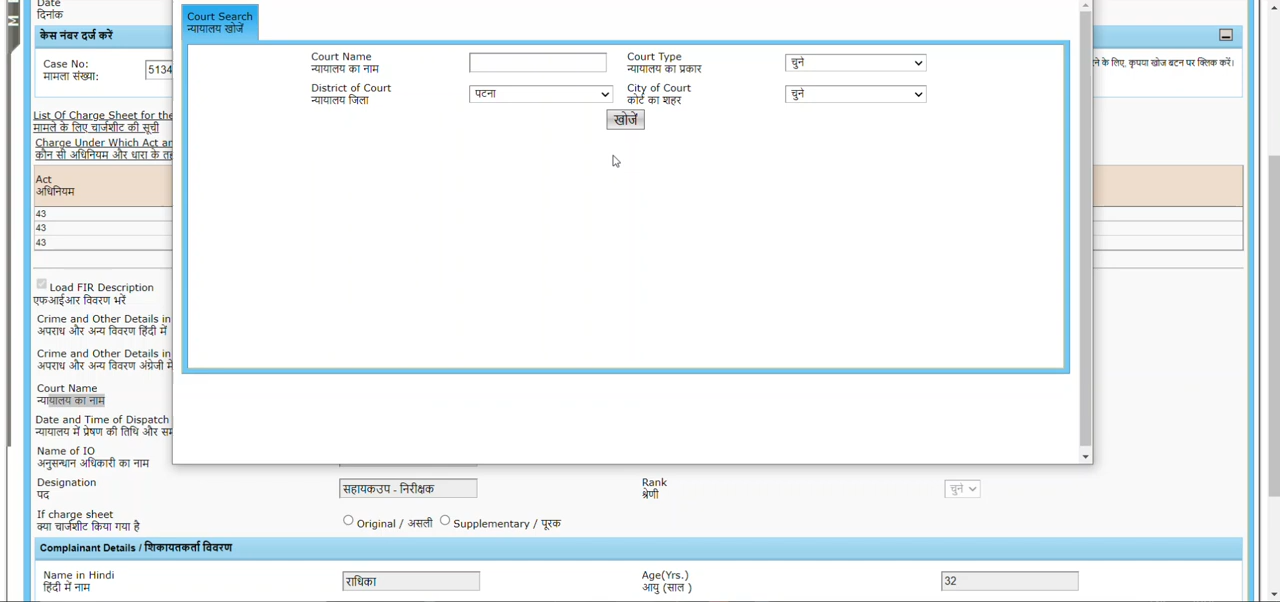 Date
दिनांक
M
केस नंबर दर्ज करें
Case No:
मामला संख्या:
5134
List Of Charge Sheet for the
मामले के लिए चार्जशीट की सूची
Charge Under Which Act an
कौन सी अधिनियम और धारा के तह
Act
अधिनियम
43
43
43
Load FIR Description
एफआईआर विवरण भरें
Crime and Other Details in
अपराध और अन्य विवरण हिंदी में
Crime and Other Details in
अपराध और अन्य विवरण अंग्रेजी में
Court Name
न्यायालय का नाम
Date and Time of Dispatch
न्यायालय में प्रेषण की तिथि और सम
Name of IO
अनुसन्धान अधिकारी का नाम
Court Search
न्यायालय खोजें
Court Name
न्यायालय का नाम
Court Type
न्यायालय का प्रकार
चुनें
District of Court
न्यायालय जिला
पटना
City of Court
कोर्ट का शहर
चुनें
खोजें
ने के लिए, कृपया खोज बटन पर क्लिक करें।
Designation
पद
सहायकउप - निरीक्षक
Rank
श्रेणी
चुनें
If charge sheet
क्या चार्जशीट किया गया है
Original / असली
Supplementary / पूरक
Complainant Details / शिकायतकर्ता विवरण
Name in Hindi
हिंदी में नाम
राधिका
Age(Yrs.)
आयु (साल )
32